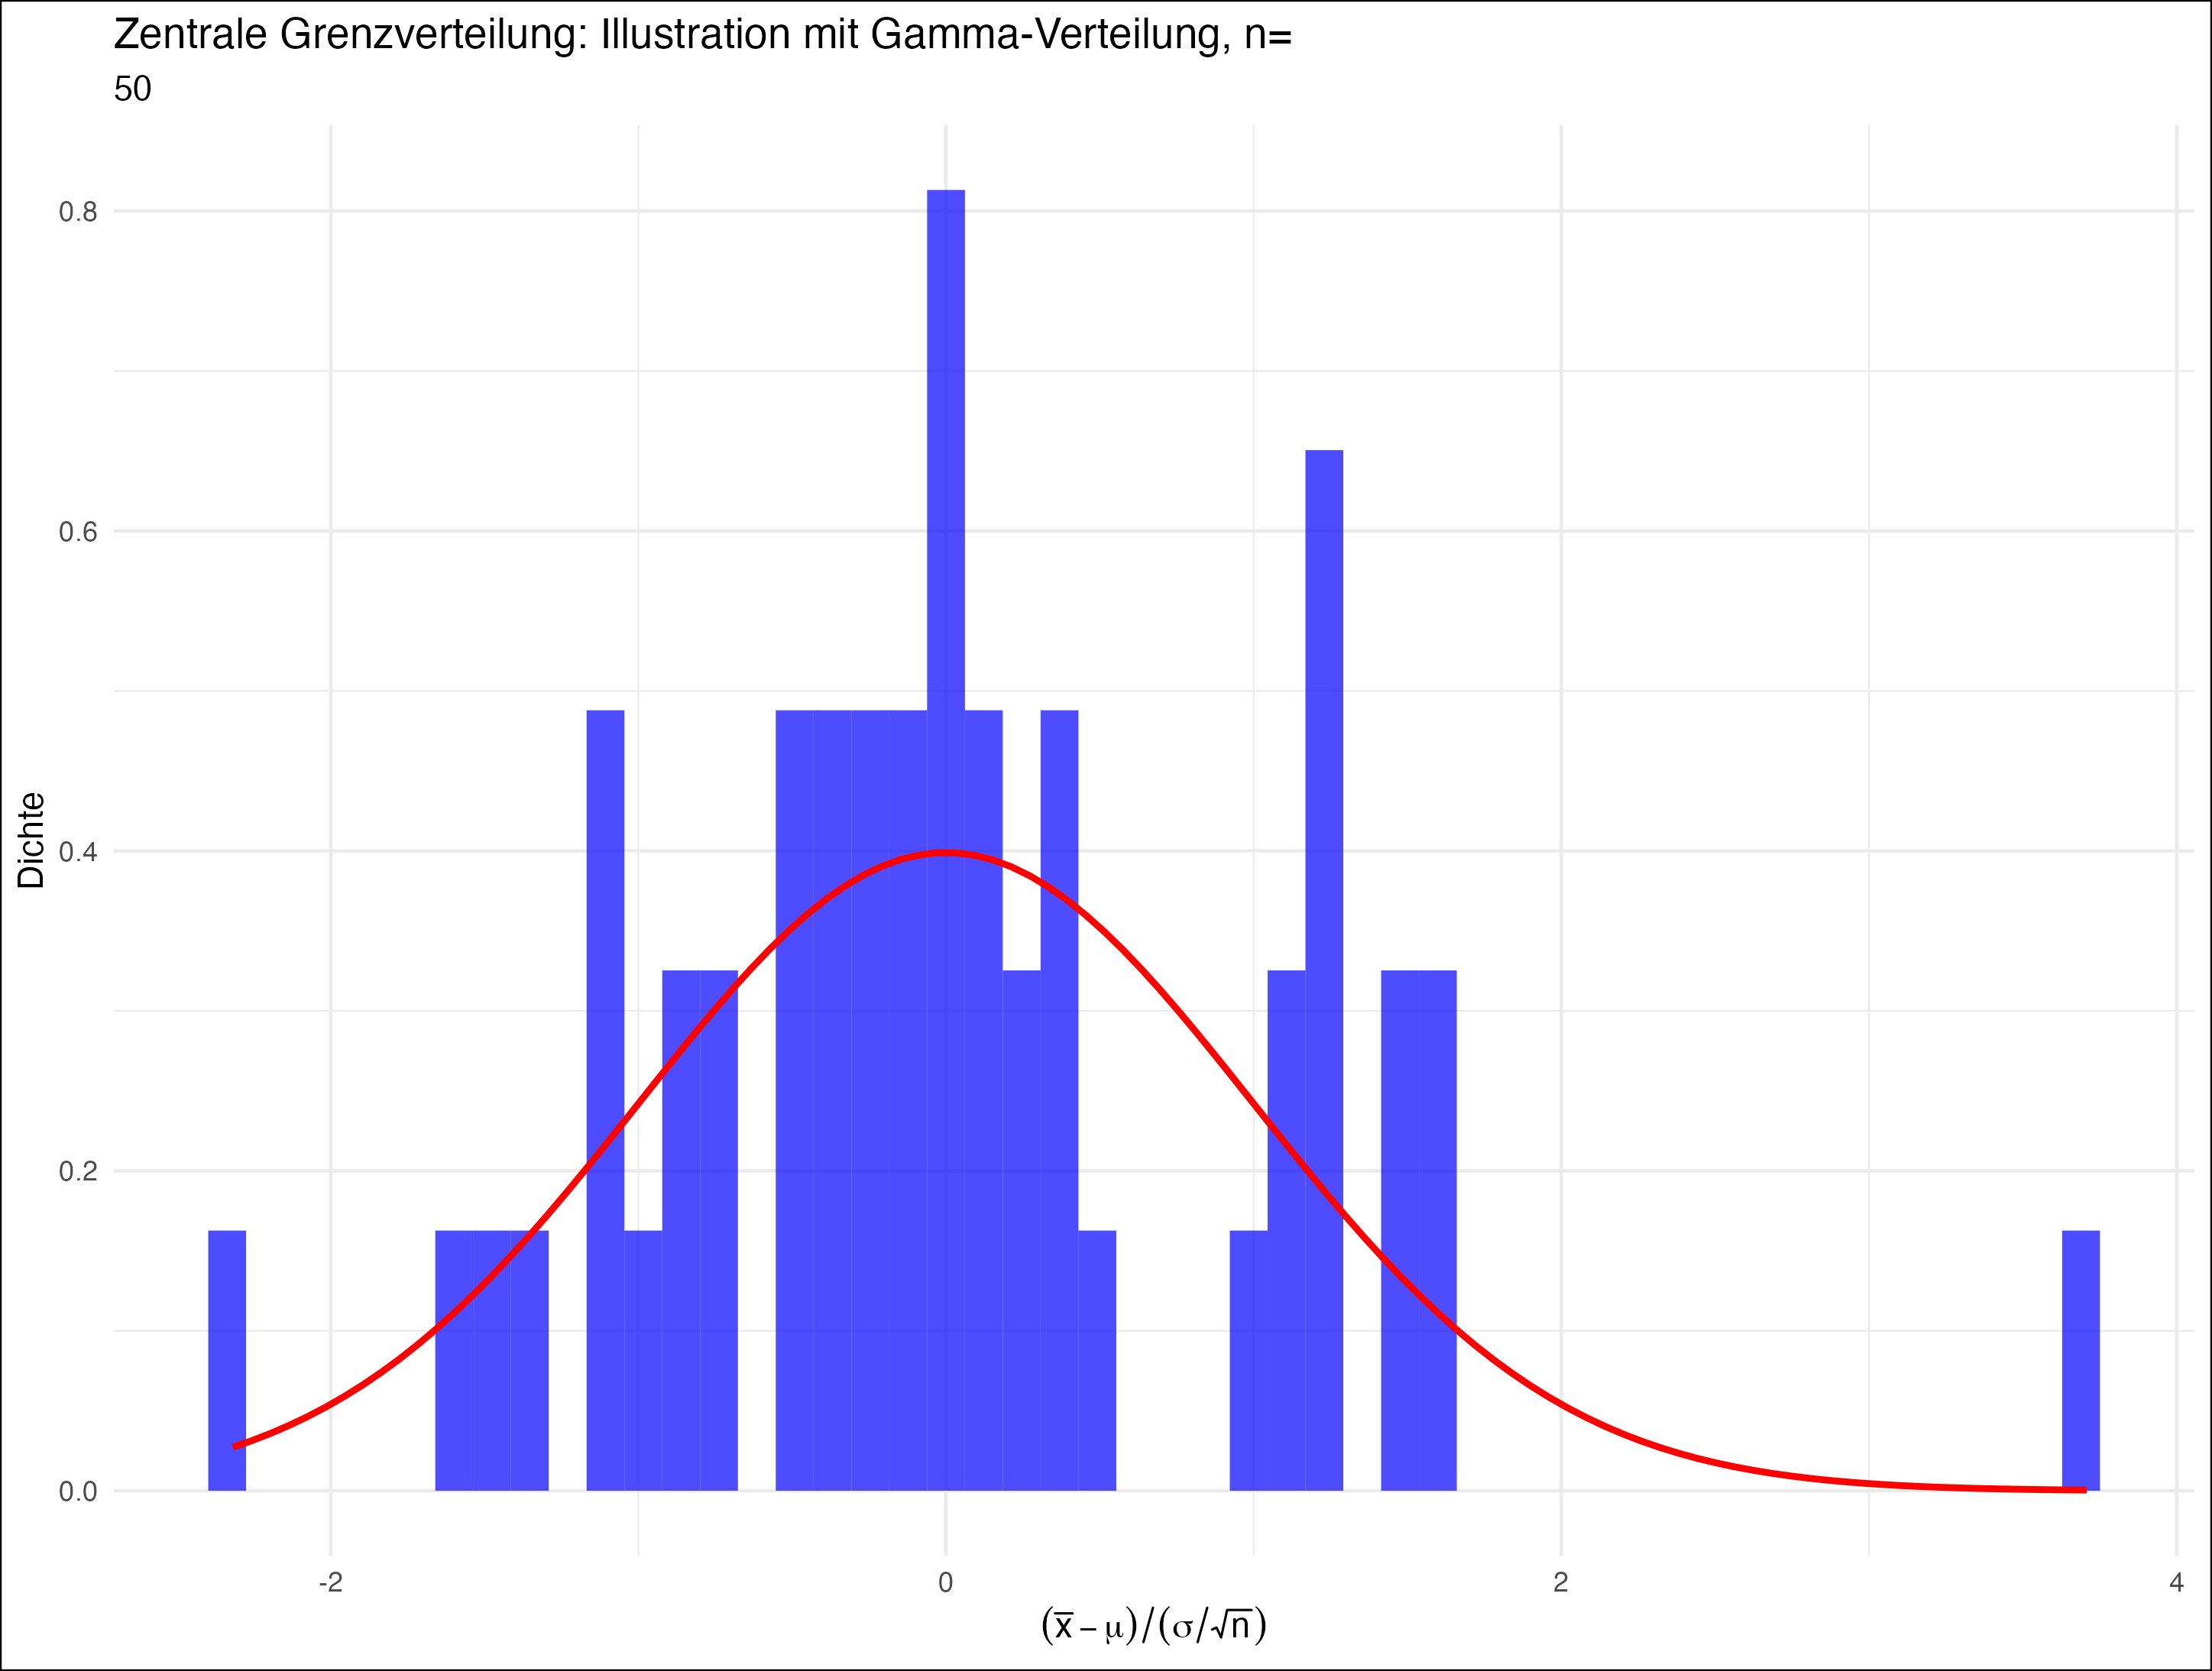 Zentrale Grenzverteilung: Illustration mit Gamma-Verteilung, n=
50
Dichte
0.8
0.6
0.4
0.2
0.0
-2 0 2 4
(x̅ − μ)/(σ/√n)